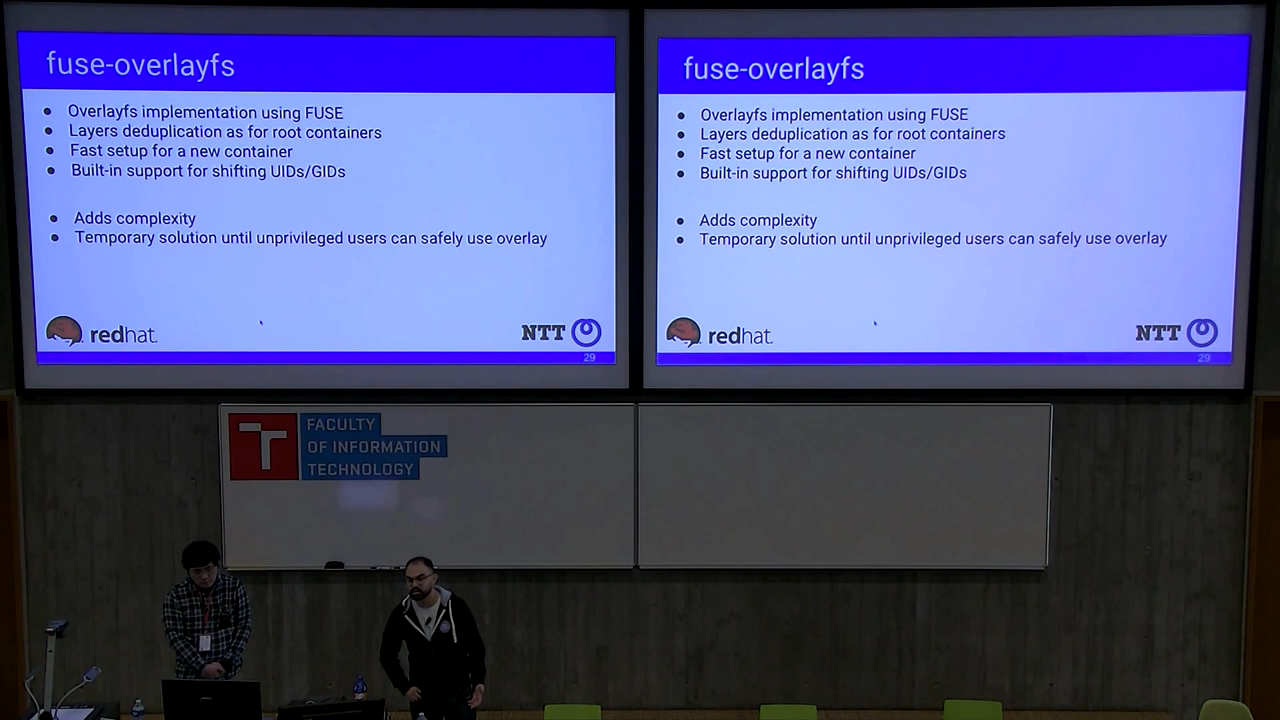 fuse-overlayfs
Overlayfs implementation using FUSE
Layers deduplication as for root containers
Fast setup for a new container
Built-in support for shifting UIDs/GIDs
Adds complexity
Temporary solution until unprivileged users can safely use overlay
redhat.
NTT
29
fuse-overlayfs
Overlayfs implementation using FUSE
Layers deduplication as for root containers
Fast setup for a new container
Built-in support for shifting UIDs/GIDs
Adds complexity
Temporary solution until unprivileged users can safely use overlay
redhat.
NTT
29
T
FACULTY
OF INFORMATION
TECHNOLOGY